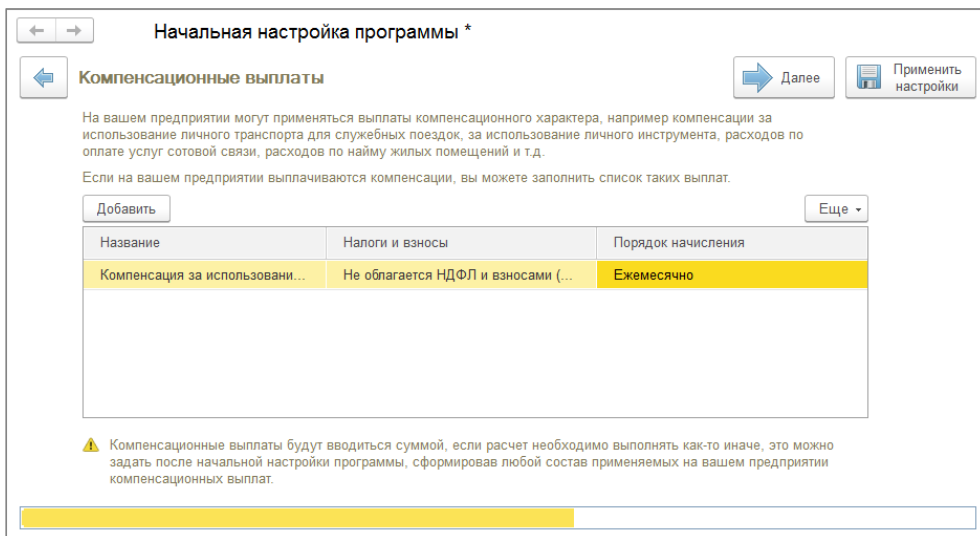 Начальная настройка программы *
Компенсационные выплаты
Далее
Применить
настройки
На вашем предприятии могут применяться выплаты компенсационного характера, например компенсации за
использование личного транспорта для служебных поездок, за использование личного инструмента, расходов по
оплате услуг сотовой связи, расходов по найму жилых помещений и т.д.
Если на вашем предприятии выплачиваются компенсации, вы можете заполнить список таких выплат.
Добавить
Еще
Название Налоги и взносы Порядок начисления
Компенсация за использовани... Не облагается НДФЛ и взносами (... Ежемесячно
Компенсационные выплаты будут вводиться суммой, если расчет необходимо выполнять как-то иначе, это можно
задать после начальной настройки программы, сформировав любой состав применяемых на вашем предприятии
компенсационных выплат.